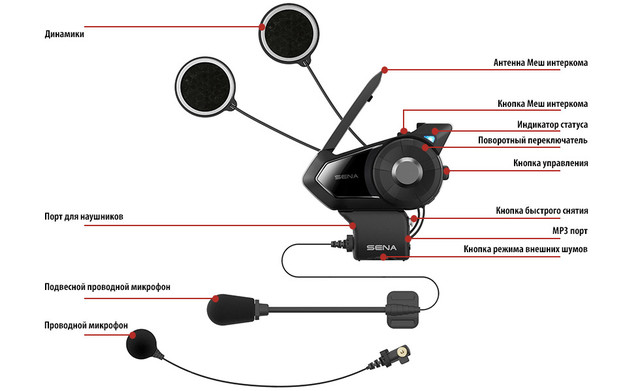 Динамики
Антенна Меш интеркома
Кнопка Меш интеркома
Индикатор статуса
Поворотный переключатель
Кнопка управления
SENA
Порт для наушников
Кнопка быстрого снятия
MP3 порт
SENA
Кнопка режима внешних шумов
Подвесной проводной микрофон
Проводной микрофон